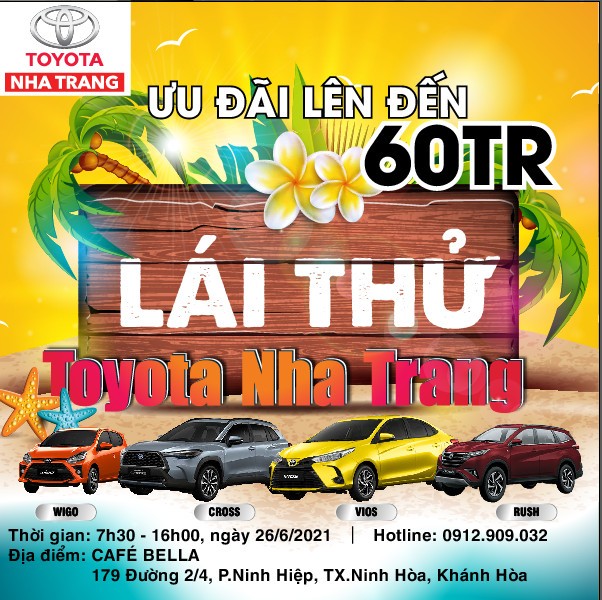 TOYOTA
NHA TRANG
ƯU ĐÃI LÊN ĐẾN
60TR
LÁI THỬ
Toyota Nha Trang
WIGO CROSS VIOS RUSH
Thời gian: 7h30 - 16h00, ngày 26/6/2021 | Hotline: 0912.909.032
Địa điểm: CAFÉ BELLA
179 Đường 2/4, P.Ninh Hiệp, TX.Ninh Hòa, Khánh Hòa